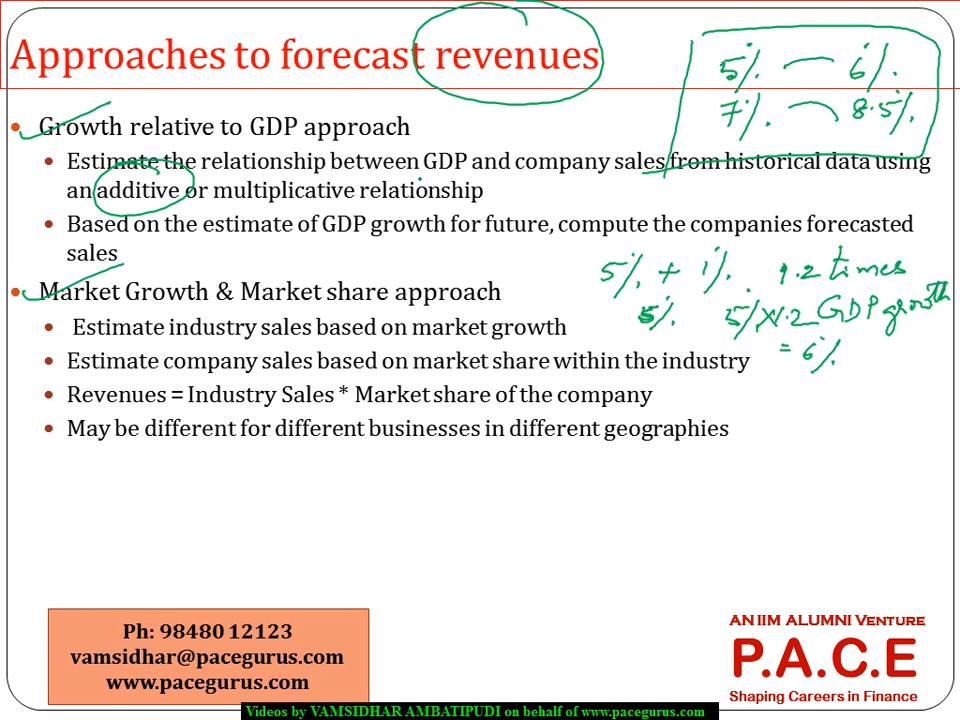 Approaches to forecast revenues
5% 6%.
7%. 8.5%.
• Growth relative to GDP approach
• Estimate the relationship between GDP and company sales from historical data using
an additive or multiplicative relationship
• Based on the estimate of GDP growth for future, compute the companies forecasted
sales
5% + 1%. 1.2 times
5%. 5% x 1.2 GDP growth
= 6%
• Market Growth & Market share approach
• Estimate industry sales based on market growth
• Estimate company sales based on market share within the industry
• Revenues = Industry Sales * Market share of the company
• May be different for different businesses in different geographies
Ph: 98480 12123
vamsidhar@pacegurus.com
www.pacegurus.com
AN IIM ALUMNI VENTURE
P.A.C.E
Shaping Careers in Finance
Videos by VAMSIDHAR AMBATIPUDI on behalf of www.pacegurus.com